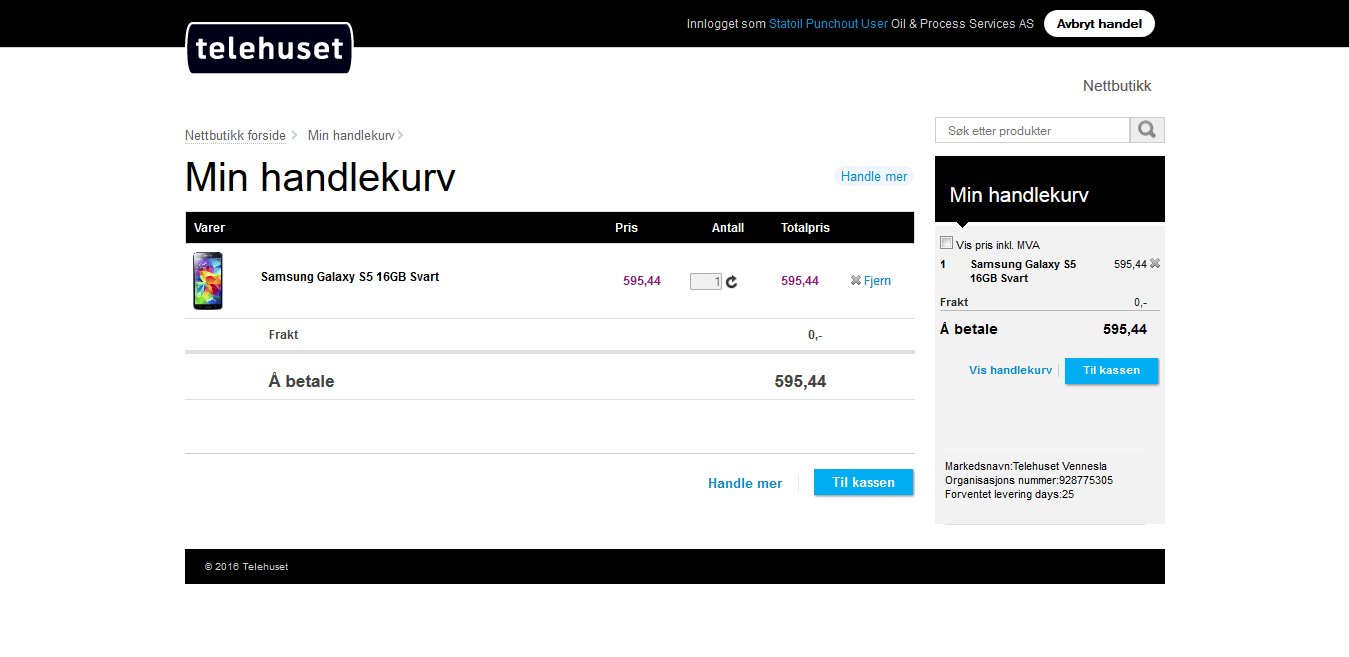 Innlogget som Statoil Punchout User Oil & Process Services AS
Avbryt handel
telehuset
Nettbutikk
Nettbutikk forside
Min handlekurv
Søk etter produkter
Min handlekurv
Handle mer
Varer Pris Antall Totalpris
Samsung Galaxy S5 16GB Svart 595,44 1 595,44 Fjern
Frakt 0,-
Å betale 595,44
Handle mer
Til kassen
Min handlekurv
Vis pris inkl. MVA
1 Samsung Galaxy S5 595,44
16GB Svart
Frakt 0,-
Å betale 595,44
Vis handlekurv
Til kassen
Markedsnavn:Telehuset Vennesla
Organisasjons nummer:928775305
Forventet levering days:25
© 2016 Telehuset